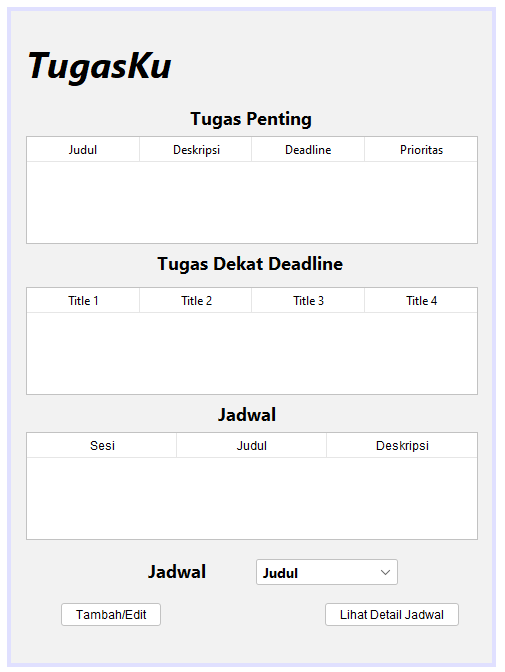 TugasKu
Tugas Penting
Judul Deskripsi Deadline Prioritas
Tugas Dekat Deadline
Title 1 Title 2 Title 3 Title 4
Jadwal
Sesi Judul Deskripsi
Jadwal Judul
Tambah/Edit Lihat Detail Jadwal